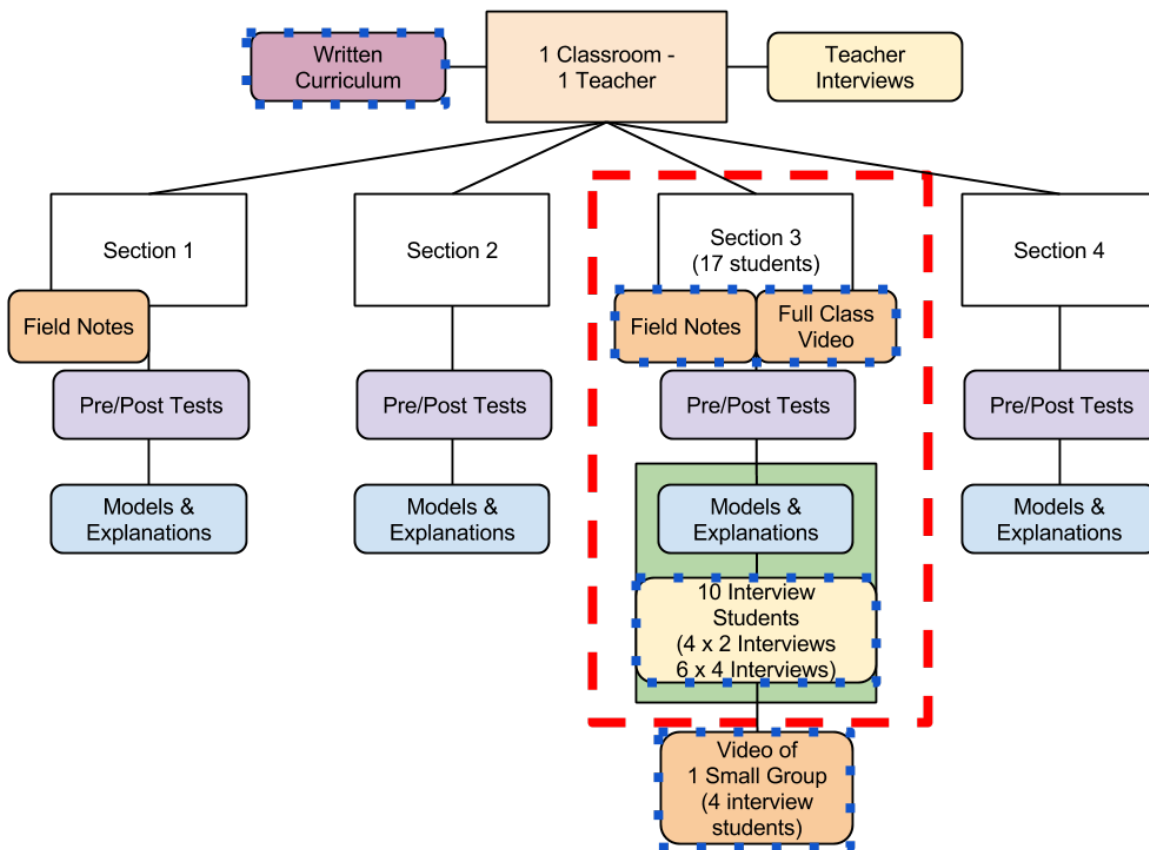 Written
Curriculum
1 Classroom -
1 Teacher
Teacher
Interviews
Section 1
Section 2
Section 3
(17 students)
Section 4
Field Notes
Field Notes
Full Class
Video
Pre/Post Tests
Pre/Post Tests
Pre/Post Tests
Pre/Post Tests
Models &
Explanations
Models &
Explanations
Models &
Explanations
Models &
Explanations
10 Interview
Students
(4 x 2 Interviews
6 x 4 Interviews)
Video of
1 Small Group
(4 interview
students)